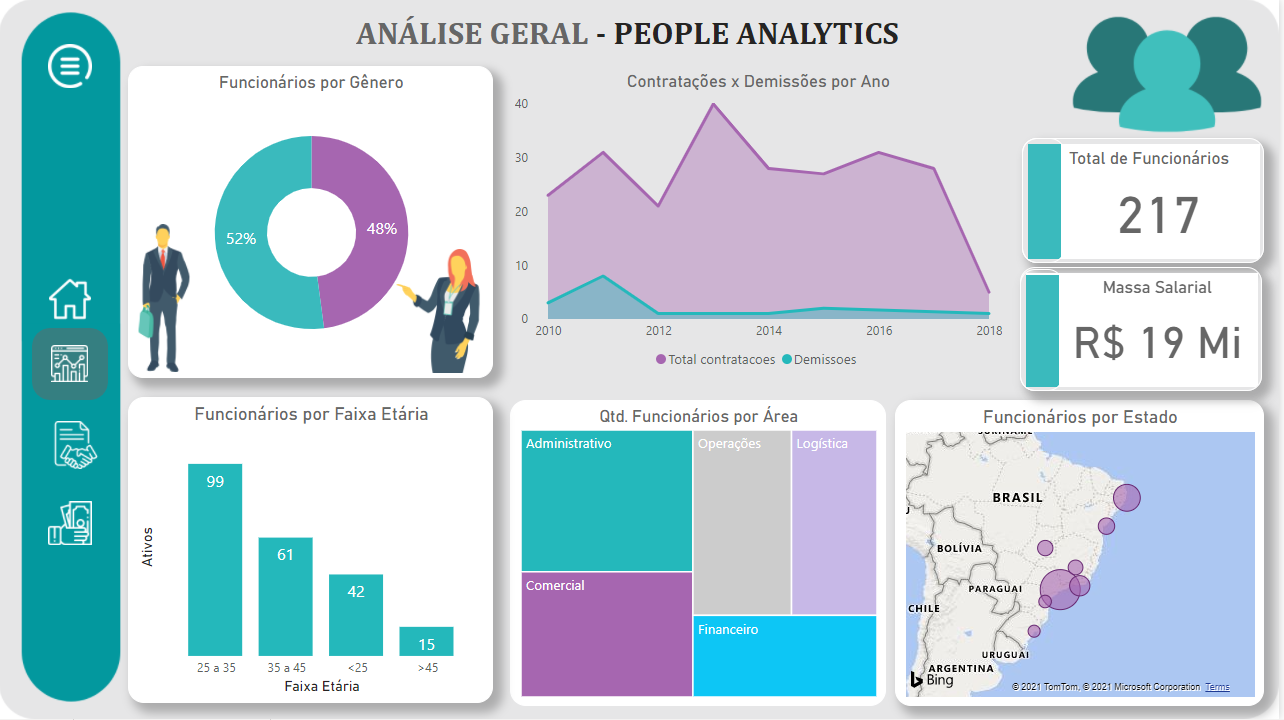 ANÁLISE GERAL - PEOPLE ANALYTICS
Funcionários por Gênero
52%
48%
Contratações x Demissões por Ano
40
30
20
10
0
2010
2012
2014
2016
2018
Total contratacoes
Demissoes
Total de Funcionários
217
Massa Salarial
R$ 19 Mi
Funcionários por Faixa Etária
Ativos
99
61
42
15
25 a 35
35 a 45
<25
>45
Faixa Etária
Qtd. Funcionários por Área
Administrativo
Operações
Logística
Comercial
Financeiro
Funcionários por Estado
BRASIL
BOLÍVIA
PARAGUAI
CHILE
URUGUAI
ARGENTINA
Bing
© 2021 TomTom, © 2021 Microsoft Corporation Terms